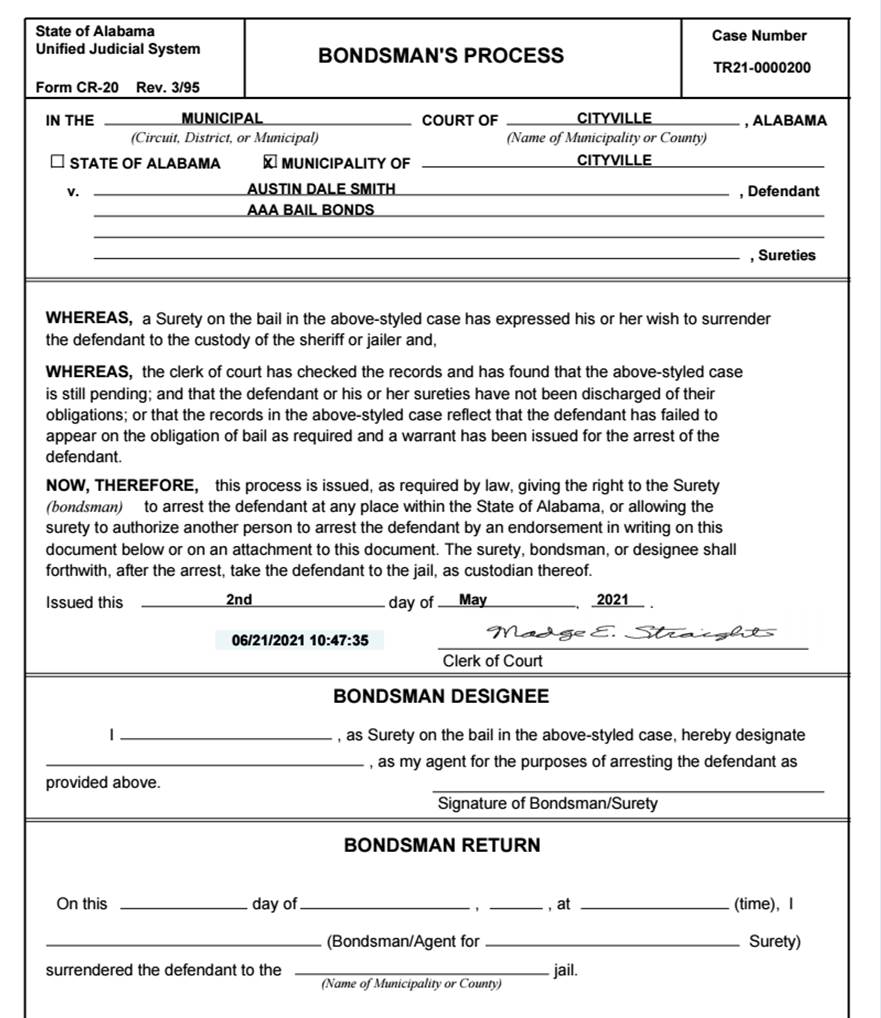 State of Alabama
Unified Judicial System
Form CR-20 Rev. 3/95
BONDSMAN'S PROCESS
Case Number
TR21-0000200
IN THE MUNICIPAL COURT OF CITYVILLE , ALABAMA
(Circuit, District, or Municipal) (Name of Municipality or County)
☐ STATE OF ALABAMA ☒ MUNICIPALITY OF CITYVILLE
v. AUSTIN DALE SMITH , Defendant
AAA BAIL BONDS
, Sureties
WHEREAS, a Surety on the bail in the above-styled case has expressed his or her wish to surrender
the defendant to the custody of the sheriff or jailer and,
WHEREAS, the clerk of court has checked the records and has found that the above-styled case
is still pending; and that the defendant or his or her sureties have not been discharged of their
obligations; or that the records in the above-styled case reflect that the defendant has failed to
appear on the obligation of bail as required and a warrant has been issued for the arrest of the
defendant.
NOW, THEREFORE, this process is issued, as required by law, giving the right to the Surety
(bondsman) to arrest the defendant at any place within the State of Alabama, or allowing the
surety to authorize another person to arrest the defendant by an endorsement in writing on this
document below or on an attachment to this document. The surety, bondsman, or designee shall
forthwith, after the arrest, take the defendant to the jail, as custodian thereof.
Issued this 2nd day of May , 2021 .
06/21/2021 10:47:35 Madge E. Straights
Clerk of Court
BONDSMAN DESIGNEE
I , as Surety on the bail in the above-styled case, hereby designate
, as my agent for the purposes of arresting the defendant as
provided above.
Signature of Bondsman/Surety
BONDSMAN RETURN
On this day of , , at (time), I
(Bondsman/Agent for Surety)
surrendered the defendant to the jail.
(Name of Municipality or County)